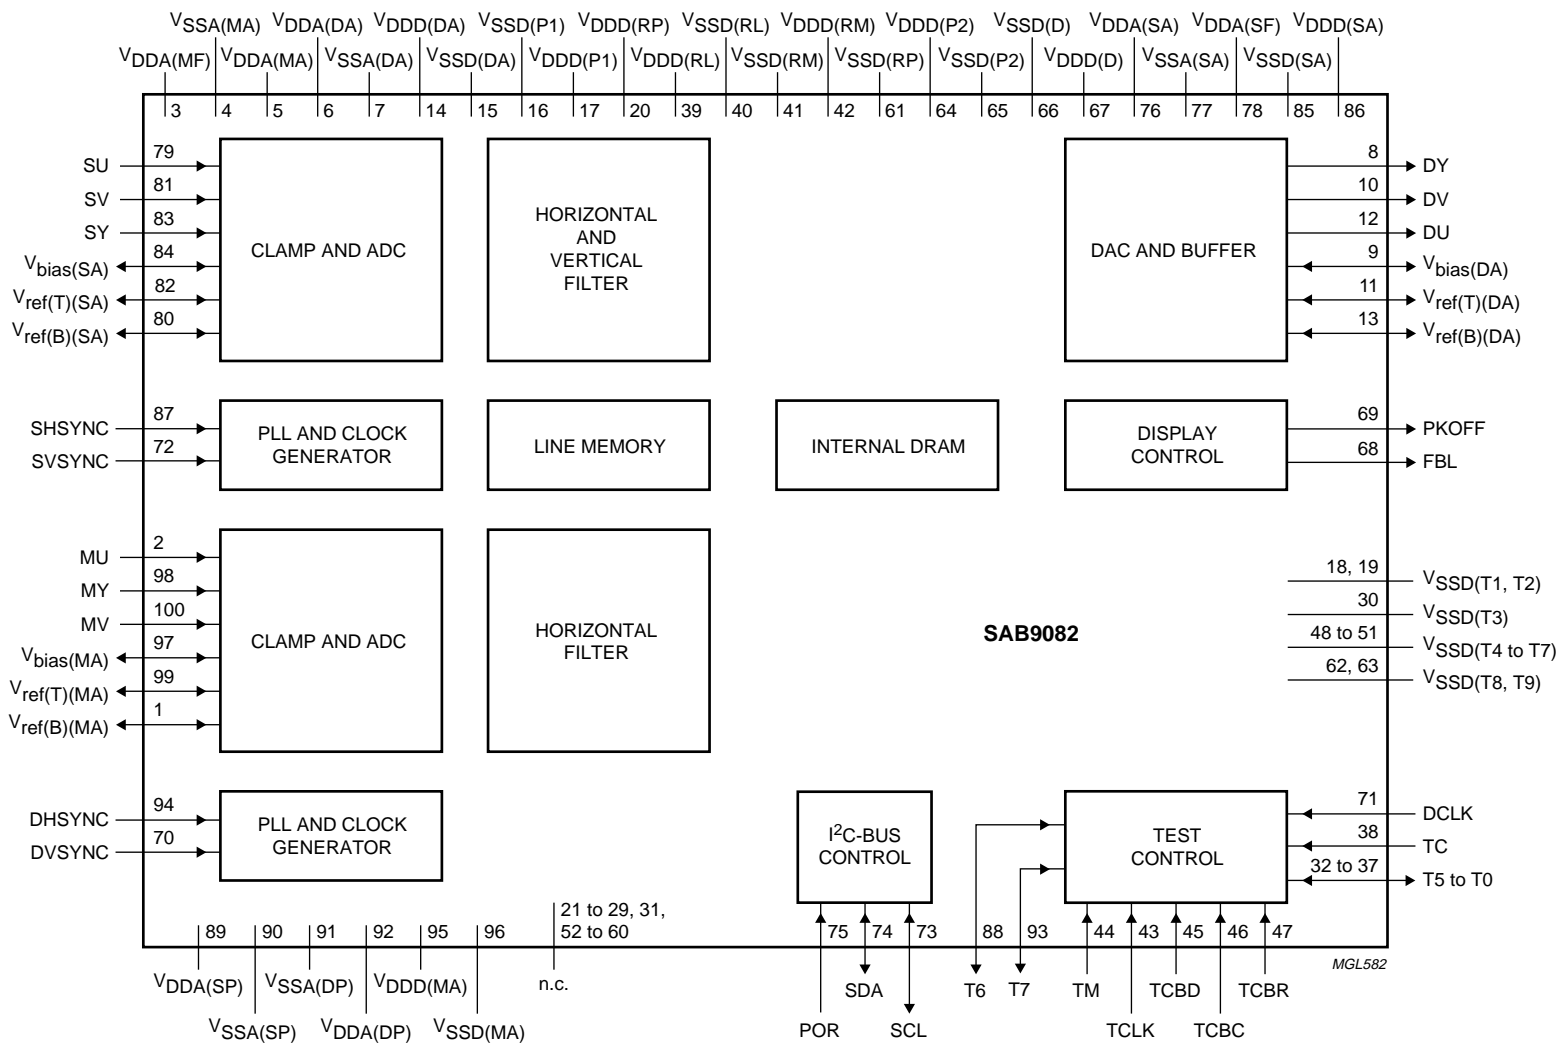 VSSA(MA) VDDA(DA) VDDD(DA) VSSD(P1) VDDD(RP) VSSD(RL) VDDD(RM) VDDD(P2) VSSD(D) VDDA(SA) VDDA(SF) VDDD(SA)
VDDA(MF) VDDA(MA) VSSA(DA) VSSD(DA) VDDD(P1) VDDD(RL) VSSD(RM) VSSD(RP) VSSD(P2) VDDD(D) VSSA(SA) VSSD(SA)
3 4 5 6 7 14 15 16 17 20 39 40 41 42 61 64 65 66 67 76 77 78 85 86
SU 79
SV 81
SY 83
Vbias(SA) 84
Vref(T)(SA) 82
Vref(B)(SA) 80
CLAMP AND ADC
HORIZONTAL
AND
VERTICAL
FILTER
DAC AND BUFFER
8 DY
10 DV
12 DU
9 Vbias(DA)
11 Vref(T)(DA)
13 Vref(B)(DA)
SHSYNC 87
SVSYNC 72
PLL AND CLOCK
GENERATOR
LINE MEMORY
INTERNAL DRAM
DISPLAY
CONTROL
69 PKOFF
68 FBL
MU 2
MY 98
MV 100
Vbias(MA) 97
Vref(T)(MA) 99
Vref(B)(MA) 1
CLAMP AND ADC
HORIZONTAL
FILTER
SAB9082
18, 19 VSSD(T1, T2)
30 VSSD(T3)
48 to 51 VSSD(T4 to T7)
62, 63 VSSD(T8, T9)
DHSYNC 94
DVSYNC 70
PLL AND CLOCK
GENERATOR
I2C-BUS
CONTROL
TEST
CONTROL
71 DCLK
38 TC
32 to 37 T5 to T0
21 to 29, 31,
52 to 60
89 90 91 92 95 96 75 74 73 88 93 44 43 45 46 47
MGL582
VDDA(SP) VSSA(DP) VDDD(MA) n.c. SDA T6 T7 TM TCBD TCBR
VSSA(SP) VDDA(DP) VSSD(MA) POR SCL TCLK TCBC